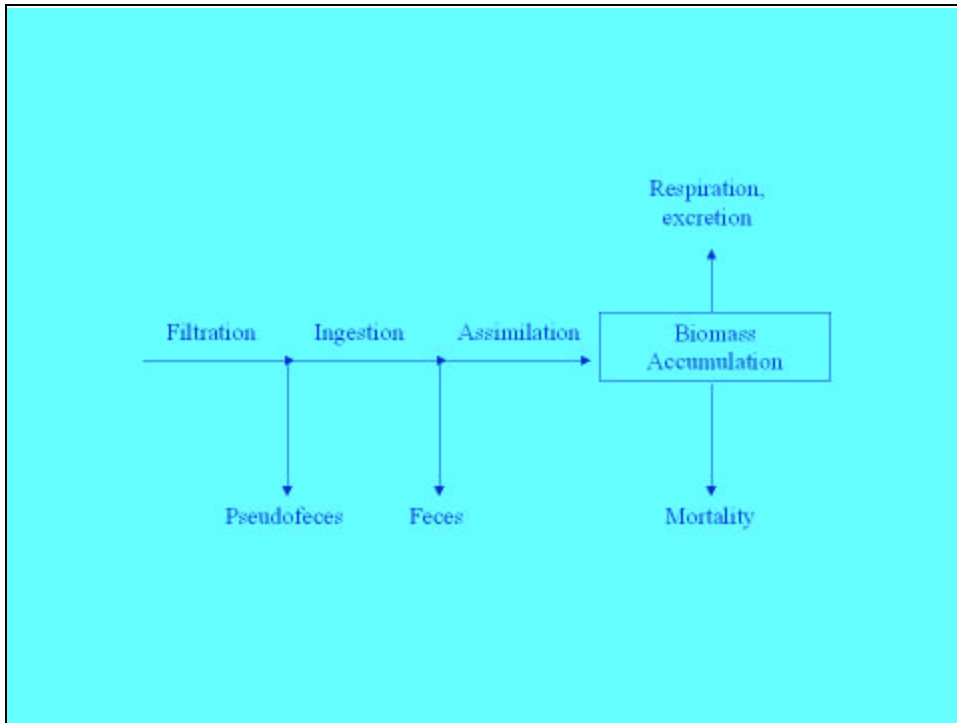 Respiration,
excretion
Filtration
Ingestion
Assimilation
Biomass
Accumulation
Pseudofeces
Feces
Mortality